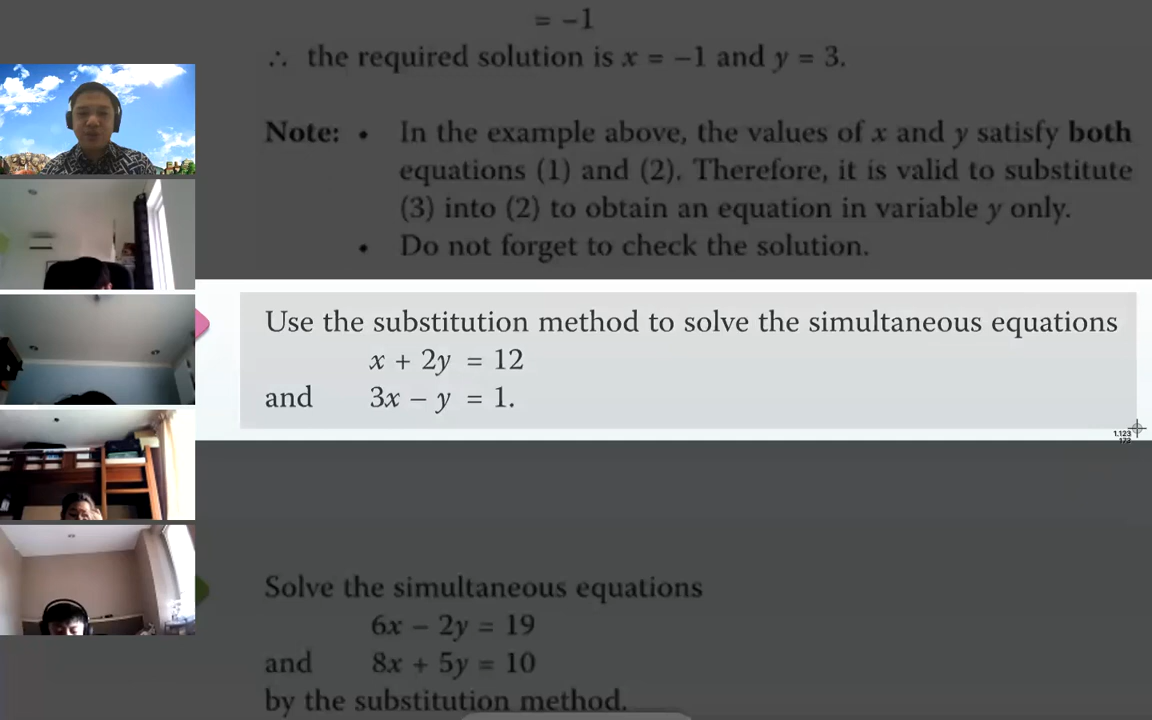 = −1
∴ the required solution is x = −1 and y = 3.
Note: • In the example above, the values of x and y satisfy both
equations (1) and (2). Therefore, it is valid to substitute
(3) into (2) to obtain an equation in variable y only.
• Do not forget to check the solution.
Use the substitution method to solve the simultaneous equations
x + 2y = 12
and 3x − y = 1.
1.123
173
Solve the simultaneous equations
6x − 2y = 19
and 8x + 5y = 10
by the substitution method.